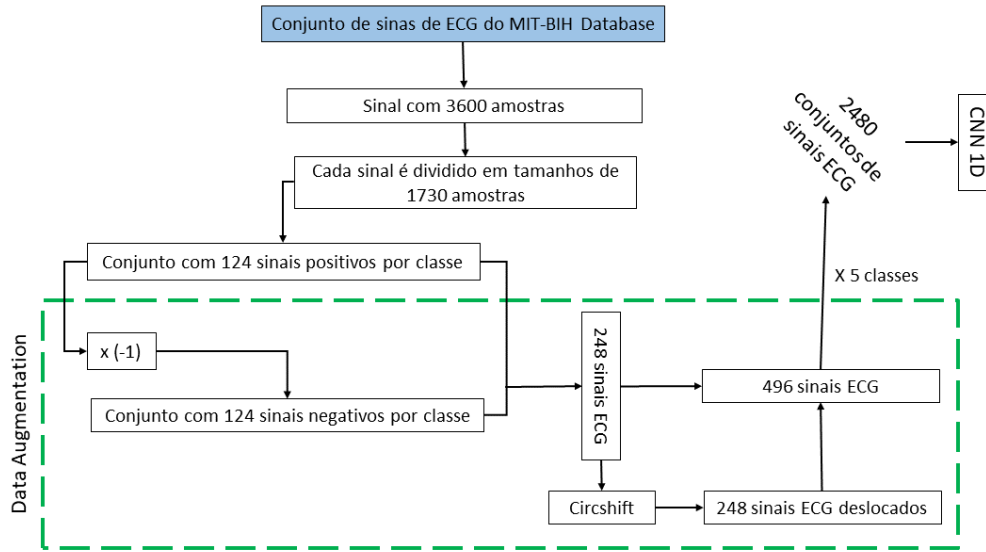 Conjunto de sinas de ECG do MIT-BIH Database
Sinal com 3600 amostras
Cada sinal é dividido em tamanhos de
1730 amostras
Conjunto com 124 sinais positivos por classe
x (-1)
Conjunto com 124 sinais negativos por classe
248 sinais ECG
Circshift
248 sinais ECG deslocados
496 sinais ECG
X 5 classes
2480
conjuntos de
sinais ECG
CNN 1D
Data Augmentation